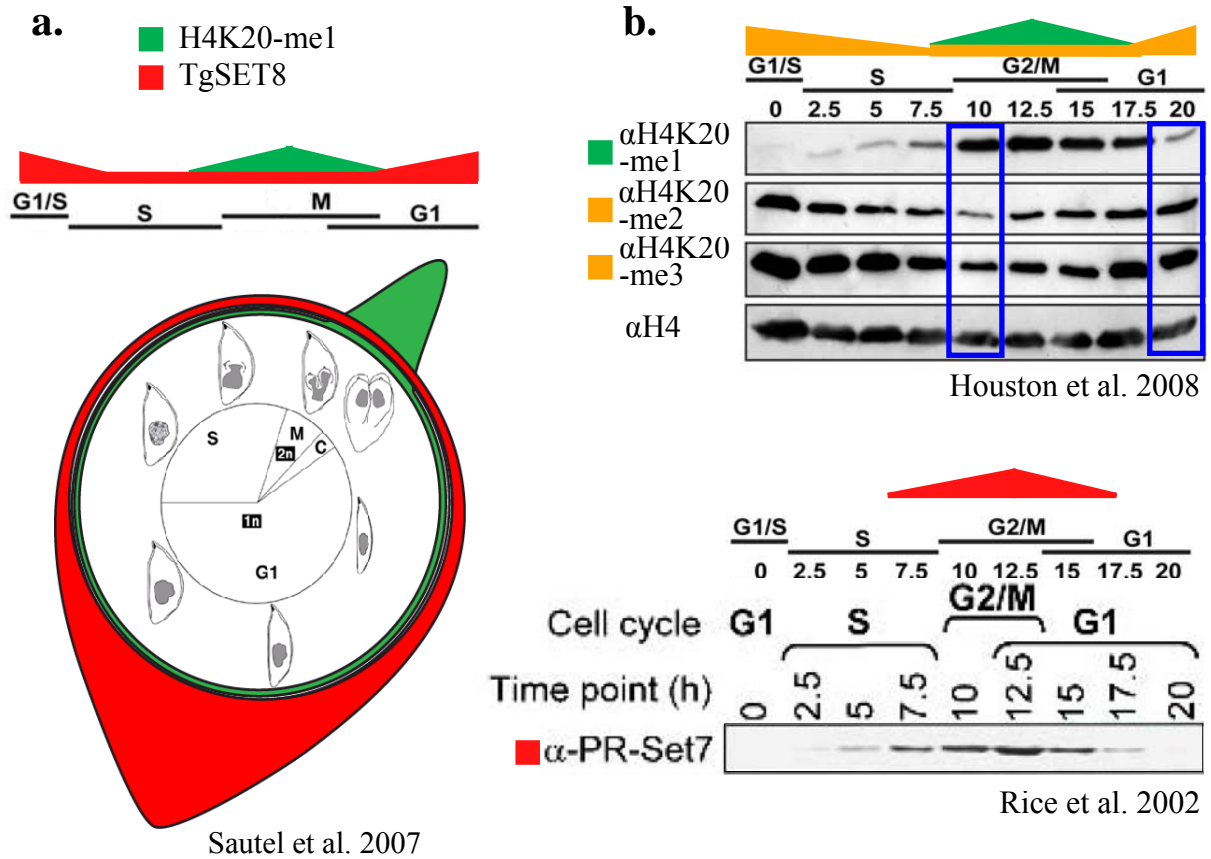 a.
H4K20-me1
TgSET8
G1/S
S
M
G1
S
M
2n
C
1n
G1
Sautel et al. 2007
b.
G1/S
S
G2/M
G1
0 2.5 5 7.5 10 12.5 15 17.5 20
αH4K20
-me1
αH4K20
-me2
αH4K20
-me3
αH4
Houston et al. 2008
G1/S
S
G2/M
G1
0 2.5 5 7.5 10 12.5 15 17.5 20
Cell cycle G1 S G2/M G1
Time point (h) 0 2.5 5 7.5 10 12.5 15 17.5 20
α-PR-Set7
Rice et al. 2002